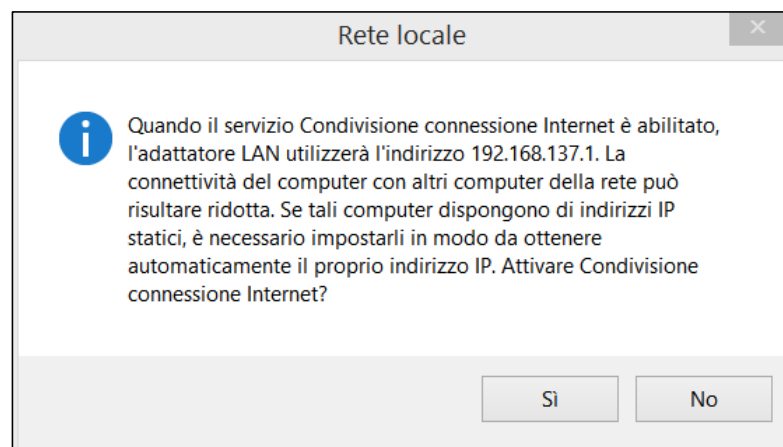 Rete locale
Quando il servizio Condivisione connessione Internet è abilitato,
l'adattatore LAN utilizzerà l'indirizzo 192.168.137.1. La
connettività del computer con altri computer della rete può
risultare ridotta. Se tali computer dispongono di indirizzi IP
statici, è necessario impostarli in modo da ottenere
automaticamente il proprio indirizzo IP. Attivare Condivisione
connessione Internet?
Sì
No